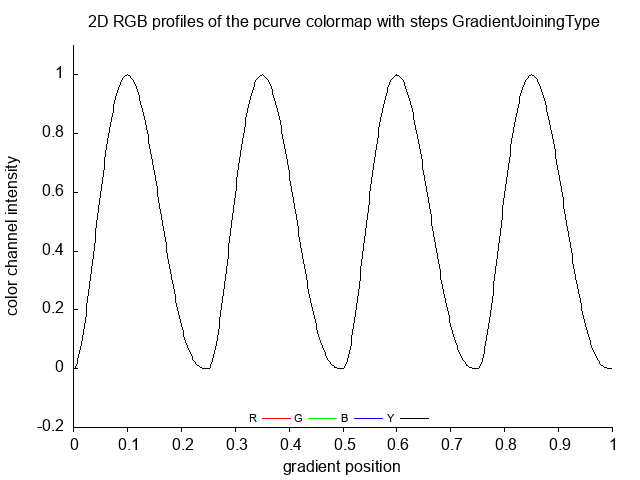 2D RGB profiles of the pcurve colormap with steps GradientJoiningType
color channel intensity
1
0.8
0.6
0.4
0.2
0
-0.2
R G B Y
0 0.1 0.2 0.3 0.4 0.5 0.6 0.7 0.8 0.9 1
gradient position